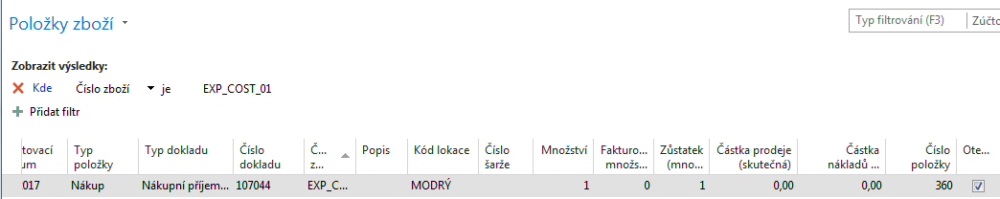 Položky zboží
Typ filtrování (F3) Zúčto
Zobrazit výsledky:
Kde Číslo zboží je EXP_COST_01
Přidat filtr
tovací Typ Typ dokladu Číslo Č... Popis Kód lokace Číslo Množství Fakturo... Zůstatek Částka prodeje Částka Číslo Ote...
um položky dokladu z... šarže množs... (mno... (skutečná) nákladů ... položky
.017 Nákup Nákupní příjem... 107044 EXP_C... MODRÝ 1 0 1 0,00 0,00 360